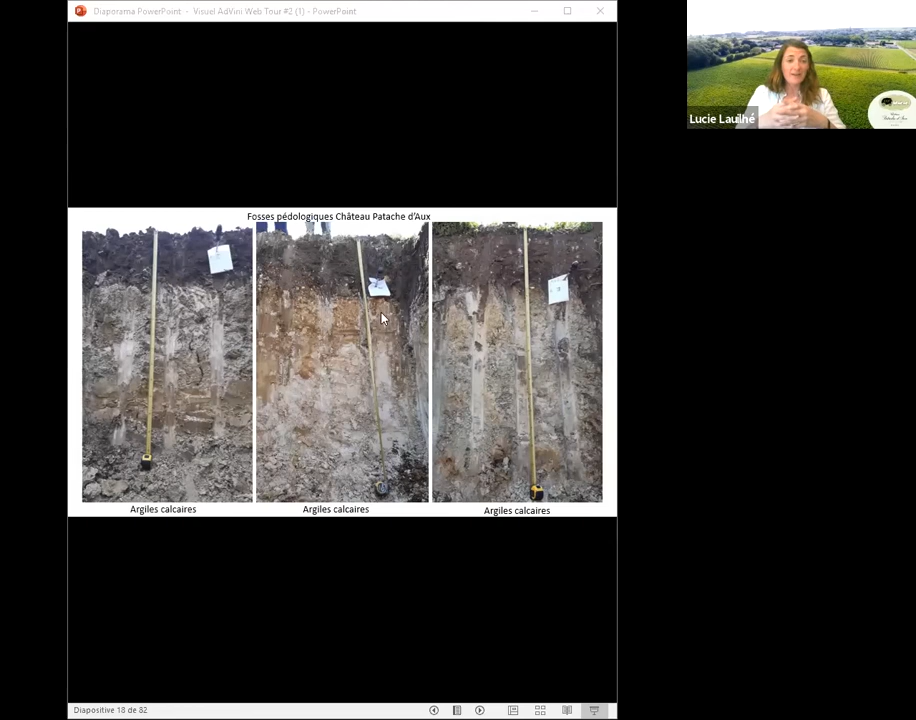 Diaporama PowerPoint - Visuel AdVini Web Tour #2 (1) - PowerPoint
Lucie Lauilhé
Fosses pédologiques Château Patache d'Aux
Argiles calcaires
Argiles calcaires
Argiles calcaires
Diapositive 18 de 82